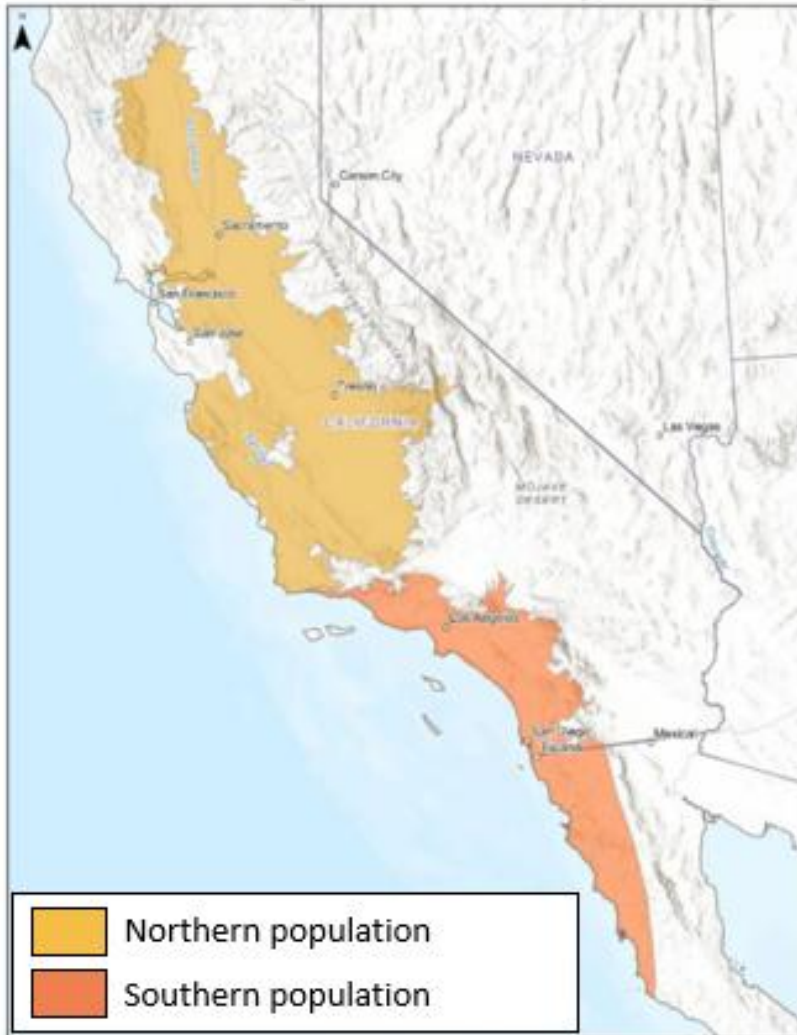 NEVADA
Carson City
Sacramento
San Francisco
San Jose
Fresno
CALIFORNIA
Las Vegas
MOJAVE
DESERT
Los Angeles
San Diego
Mexicali
Northern population
Southern population